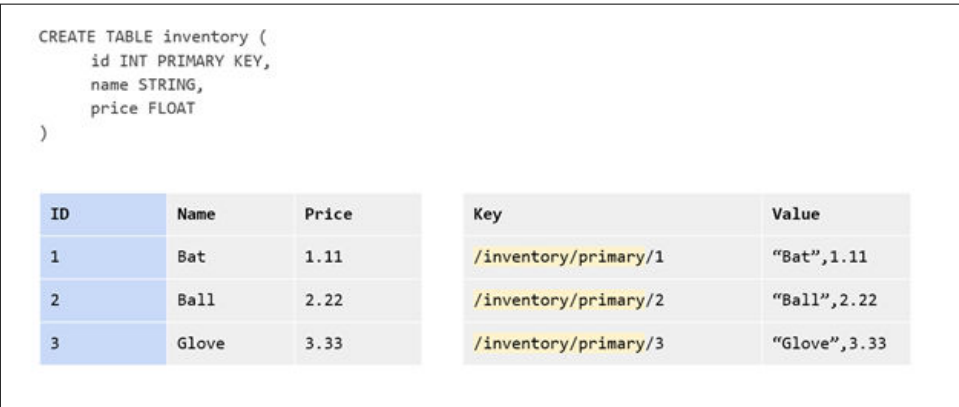 CREATE TABLE inventory (
id INT PRIMARY KEY,
name STRING,
price FLOAT
)
ID Name Price
1 Bat 1.11
2 Ball 2.22
3 Glove 3.33
Key Value
/inventory/primary/1 “Bat”,1.11
/inventory/primary/2 “Ball”,2.22
/inventory/primary/3 “Glove”,3.33